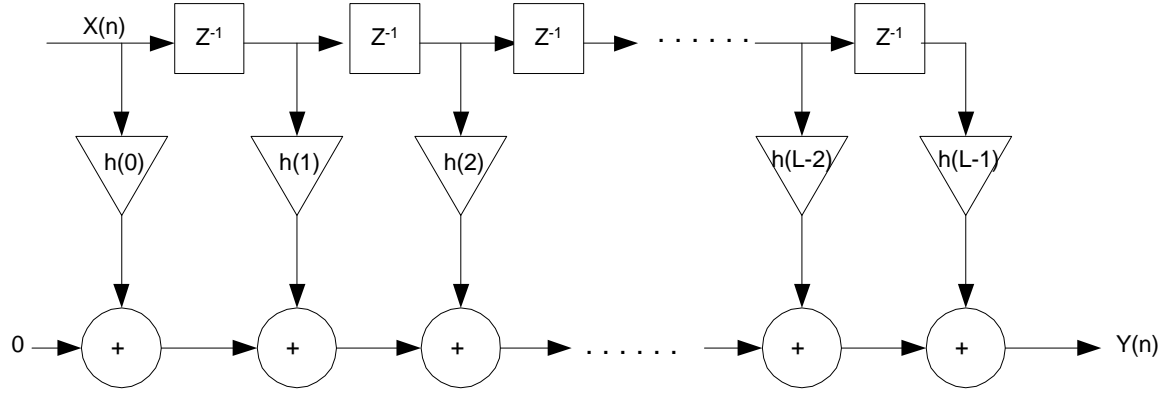 X(n)
Z-1 Z-1 Z-1 . . . . . . Z-1
h(0) h(1) h(2) h(L-2) h(L-1)
0 + + + . . . . . . + + Y(n)